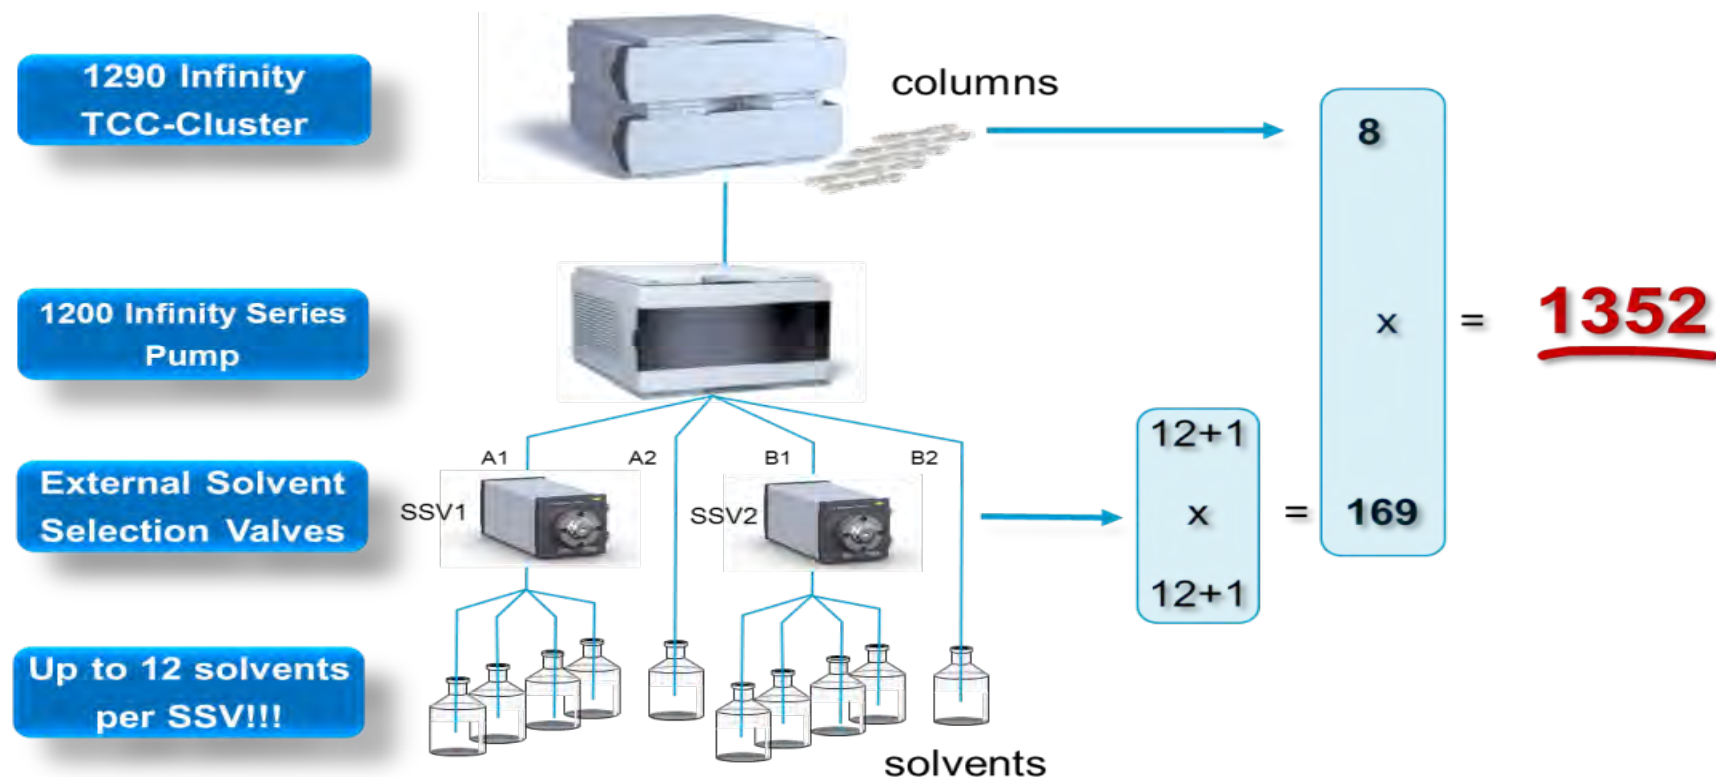 1290 Infinity
TCC-Cluster
columns
8
1200 Infinity Series
Pump
x
=
1352
A1
A2
B1
B2
12+1
External Solvent
Selection Valves
SSV1
SSV2
x
=
169
12+1
Up to 12 solvents
per SSV!!!
solvents